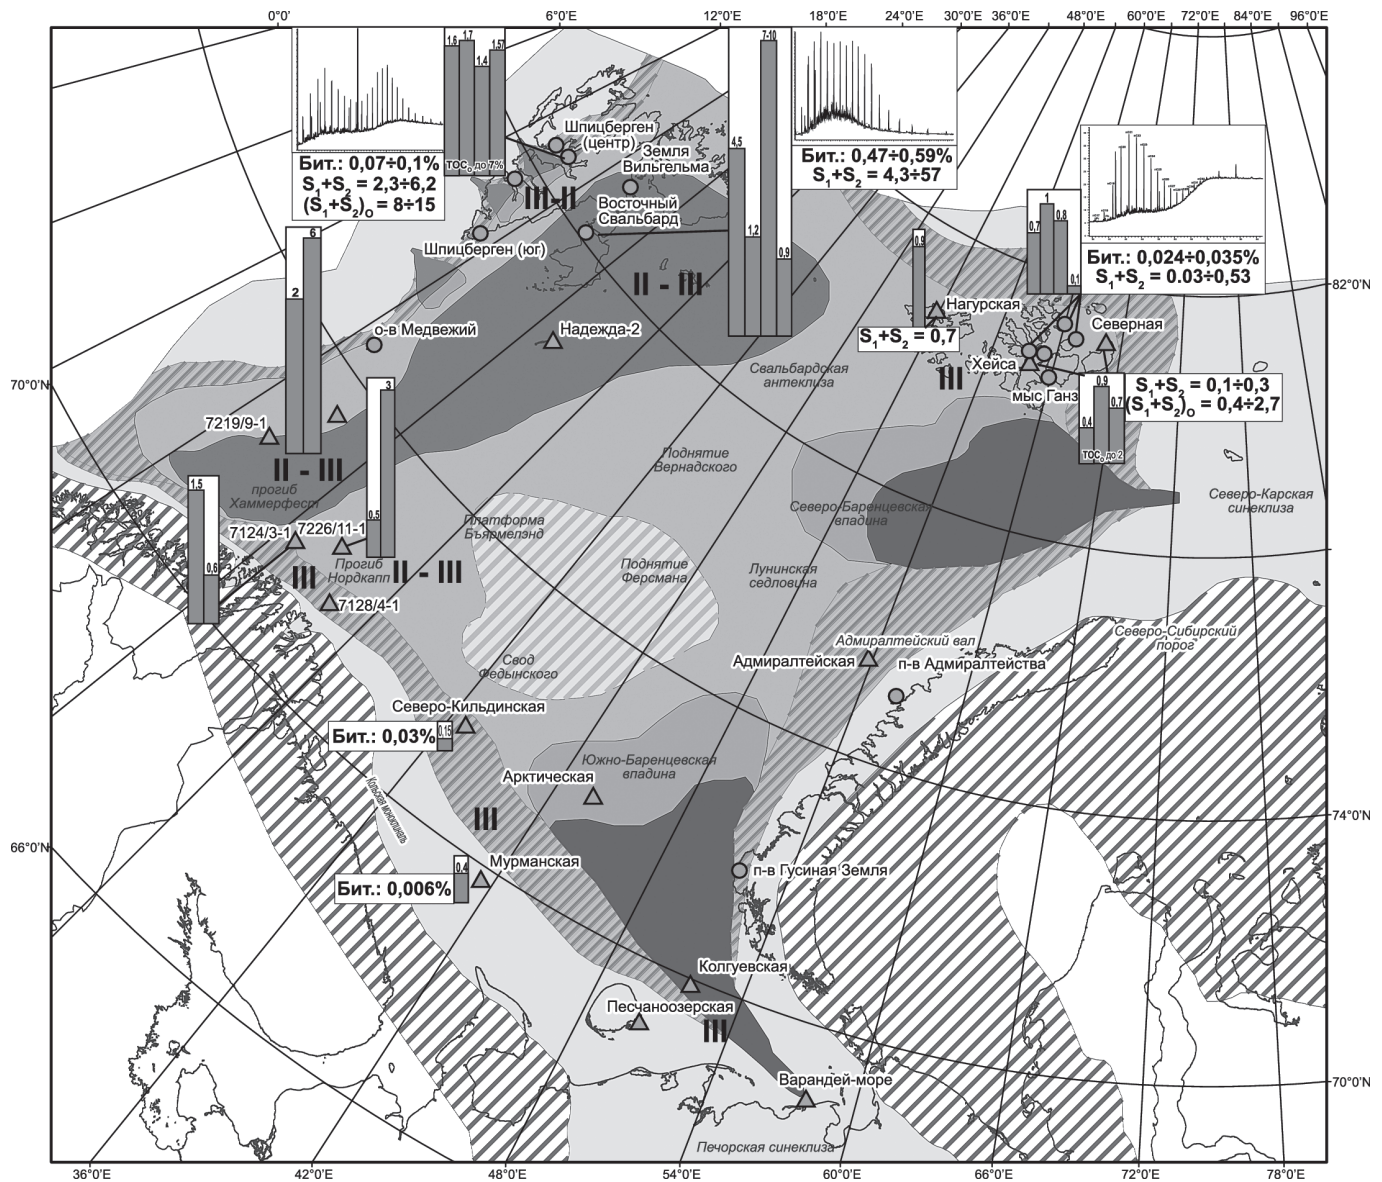 0°0'
6°0'E
12°0'E
18°0'E
24°0'E
30°0'E
36°0'E
48°0'E
60°0'E
72°0'E
84°0'E
96°0'E
1,6
1,7
1,4
1,57
TOCо до 7%
Бит.: 0,07÷0,1%
S1+S2 = 2,3÷6,2
(S1+S2)О = 8÷15
7-10
4,5
1,2
0,9
Бит.: 0,47÷0,59%
S1+S2 = 4,3÷57
Бит.: 0,024÷0,035%
S1+S2 = 0.03÷0,53
Шпицберген
(центр)
Земля
Вильгельма
III-II
Восточный
Свальбард
Шпицберген (юг)
II - III
2
6
0,9
0,7
1
0,8
0,1
82°0'N
о-в Медвежий
Надежда-2
Нагурская
S1+S2 = 0,7
Северная
Хейса
III
мыс Ганз
S1+S2 = 0,1÷0,3
(S1+S2)О = 0,4÷2,7
0,4
0,9
0,7
TOCо до 2
70°0'N
Свальбардская
антеклиза
3
0,5
7219/9-1
II - III
прогиб
Хаммерфест
Поднятие
Вернадского
Северо-Баренцевская
впадина
Северо-Карская
синеклиза
1,5
0,6
7124/3-1
7226/11-1
Платформа
Бъярмелэнд
III
Прогиб
Нордкапп
II - III
Поднятие
Ферсмана
Лунинская
седловина
7128/4-1
Адмиралтейский вал
Северо-Сибирский
порог
Адмиралтейская
п-в Адмиралтейства
Свод
Федынского
Северо-Кильдинская
Бит.: 0,03%
0,15
Южно-Баренцевская
впадина
Арктическая
Кольская моноклиналь
III
74°0'N
66°0'N
Мурманская
Бит.: 0,006%
0,4
п-в Гусиная Земля
Колгуевская
Песчаноозерская
III
Варандей-море
70°0'N
Печорская синеклиза
36°0'E
42°0'E
48°0'E
54°0'E
60°0'E
66°0'E
72°0'E
78°0'E